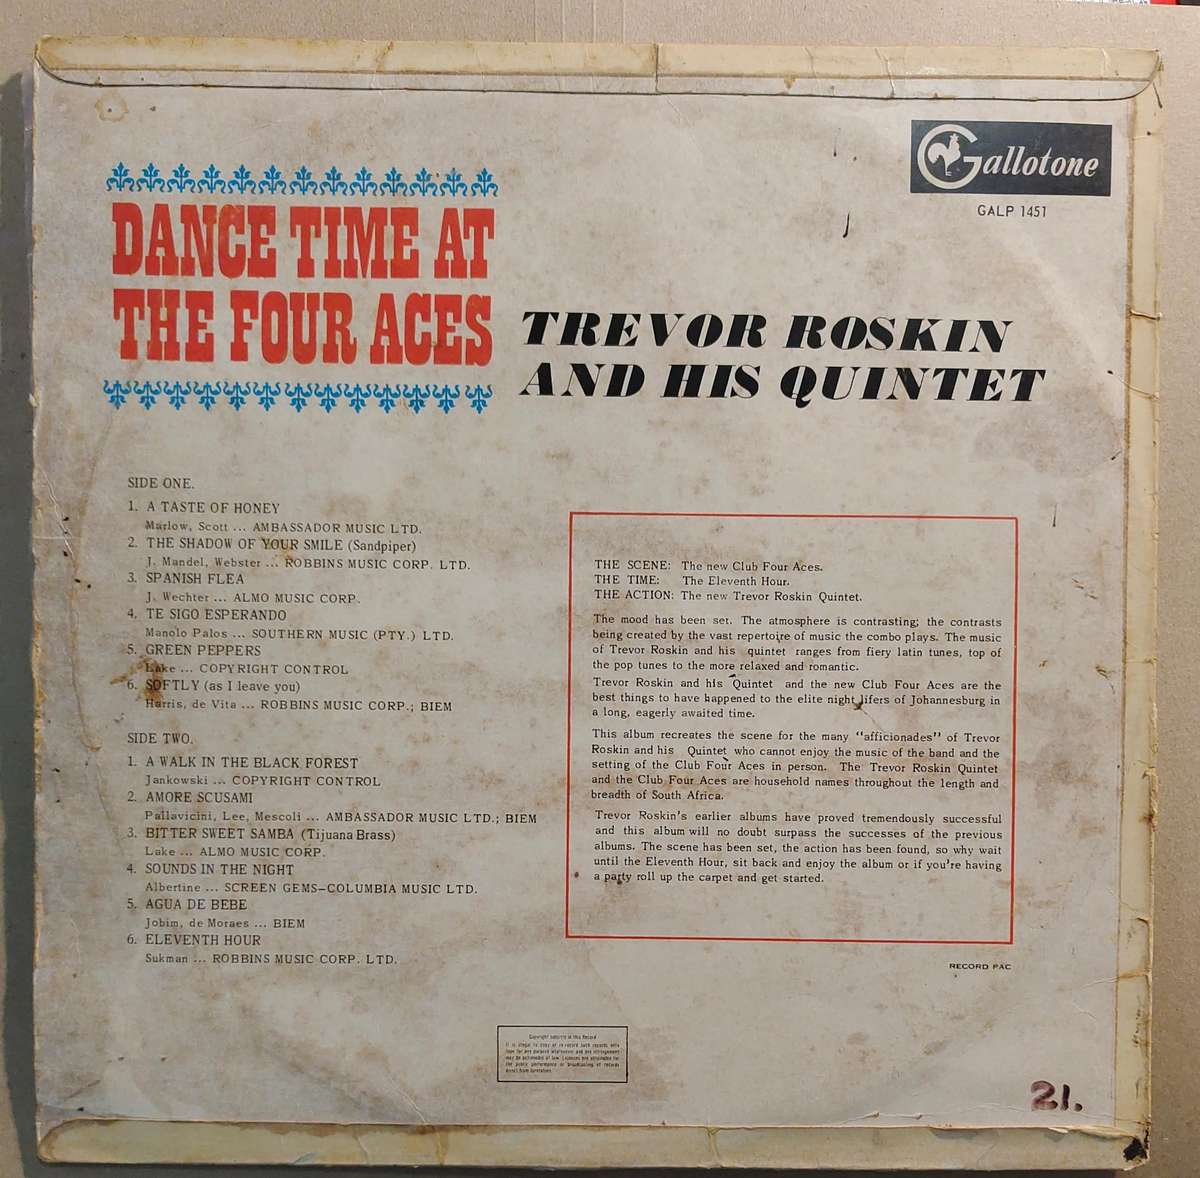 Gallotone
GALP 1451
DANCE TIME AT
THE FOUR ACES
TREVOR ROSKIN
AND HIS QUINTET
SIDE ONE.
1. A TASTE OF HONEY
Marlow, Scott ... AMBASSADOR MUSIC LTD.
2. THE SHADOW OF YOUR SMILE (Sandpiper)
J. Mandel, Webster ... ROBBINS MUSIC CORP. LTD.
3. SPANISH FLEA
J. Wechter ... ALMO MUSIC CORP.
4. TE SIGO ESPERANDO
Manolo Palos ... SOUTHERN MUSIC (PTY.) LTD.
5. GREEN PEPPERS
Lake ... COPYRIGHT CONTROL
6. SOFTLY (as I leave you)
Harris, de Vita ... ROBBINS MUSIC CORP.; BIEM
SIDE TWO.
1. A WALK IN THE BLACK FOREST
Jankowski ... COPYRIGHT CONTROL
2. AMORE SCUSAMI
Pallavicini, Lee, Mescoli ... AMBASSADOR MUSIC LTD.; BIEM
3. BITTER SWEET SAMBA (Tijuana Brass)
Lake ... ALMO MUSIC CORP.
4. SOUNDS IN THE NIGHT
Albertine ... SCREEN GEMS-COLUMBIA MUSIC LTD.
5. AGUA DE BEBE
Jobim, de Moraes ... BIEM
6. ELEVENTH HOUR
Sukman ... ROBBINS MUSIC CORP. LTD.
THE SCENE: The new Club Four Aces.
THE TIME: The Eleventh Hour.
THE ACTION: The new Trevor Roskin Quintet.
The mood has been set. The atmosphere is contrasting; the contrasts
being created by the vast repertoire of music the combo plays. The music
of Trevor Roskin and his quintet ranges from fiery latin tunes, top of
the pop tunes to the more relaxed and romantic.
Trevor Roskin and his Quintet and the new Club Four Aces are the
best things to have happened to the elite night lifers of Johannesburg in
a long, eagerly awaited time.
This album recreates the scene for the many "afficionades" of Trevor
Roskin and his Quintet who cannot enjoy the music of the band and the
setting of the Club Four Aces in person. The Trevor Roskin Quintet
and the Club Four Aces are household names throughout the length and
breadth of South Africa.
Trevor Roskin's earlier albums have proved tremendously successful
and this album will no doubt surpass the successes of the previous
albums. The scene has been set, the action has been found, so why wait
until the Eleventh Hour, sit back and enjoy the album or if you're having
a party roll up the carpet and get started.
RECORD PAC
Copyright subsists in this Record
It is illegal to copy or re-record such records
21.